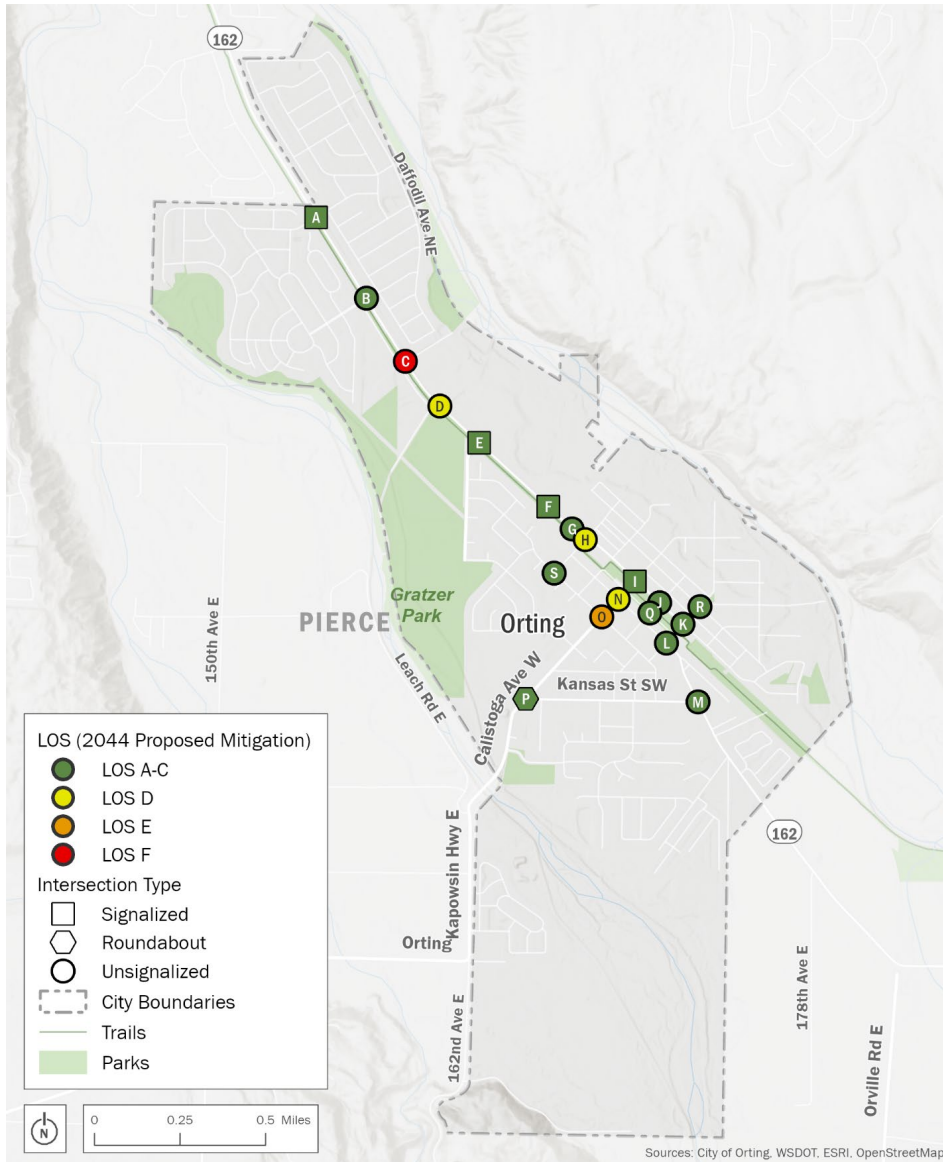 162
Daffodil Ave NE
A
B
C
D
E
F
G
H
S
I
N
J
R
Q
O
K
L
Gratzer
Park
PIERCE
Orting
150th Ave E
Leach Rd E
Calistoga Ave W
Kansas St SW
P
M
162
Kapowsin Hwy E
Orting
162nd Ave E
178th Ave E
Orville Rd E
LOS (2044 Proposed Mitigation)
LOS A-C
LOS D
LOS E
LOS F
Intersection Type
Signalized
Roundabout
Unsignalized
City Boundaries
Trails
Parks
N
0 0.25 0.5 Miles
Sources: City of Orting, WSDOT, ESRI, OpenStreetMap